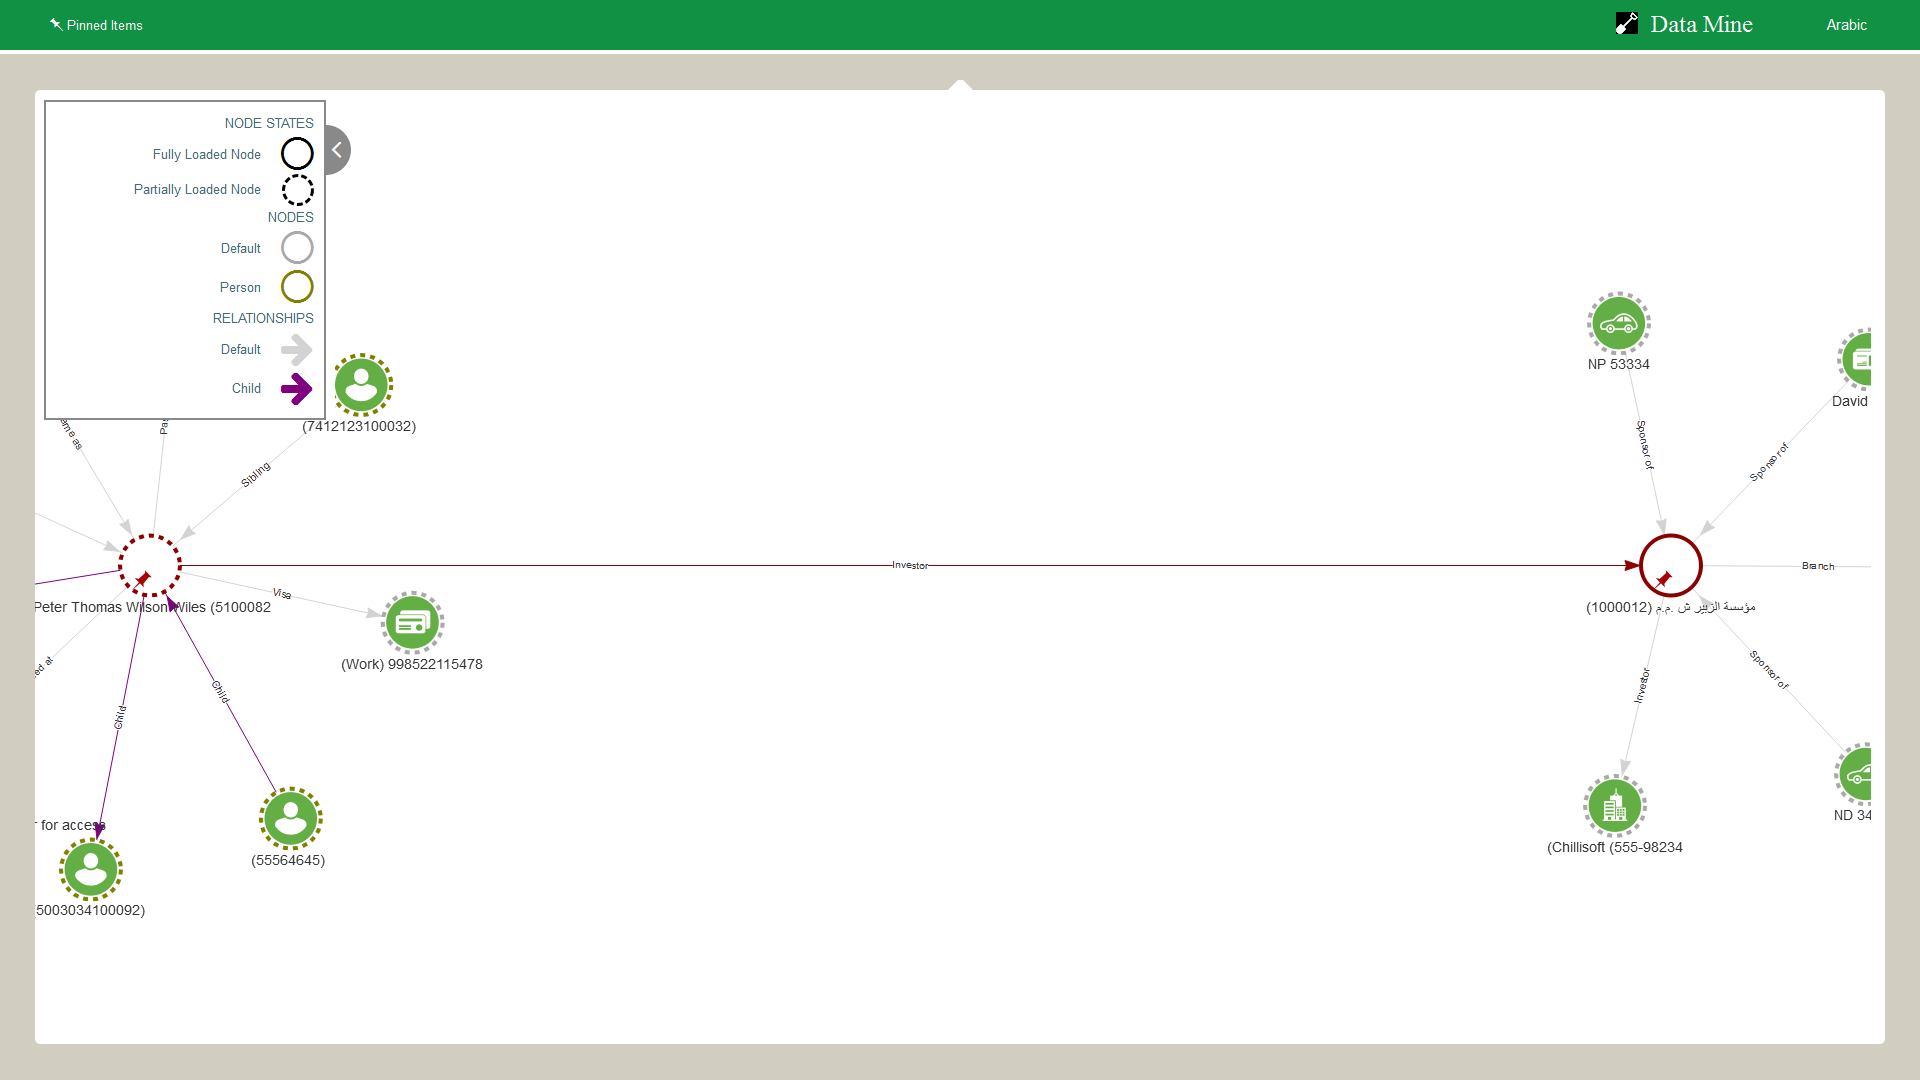 Pinned Items
Data Mine
Arabic
NODE STATES
Fully Loaded Node
Partially Loaded Node
NODES
Default
Person
RELATIONSHIPS
Default
Child
(7412123100032)
Sibling
NP 53334
David
Sponsor of
Sponsor of
Investor
Branch
Visa
Peter Thomas Wilson Wiles (5100082
(1000012) مؤسسة الزبير ش .م.م
(Work) 998522115478
Child
Child
Investor
Sponsor of
for access
(55564645)
(5003034100092)
(Chillisoft (555-98234
ND 34